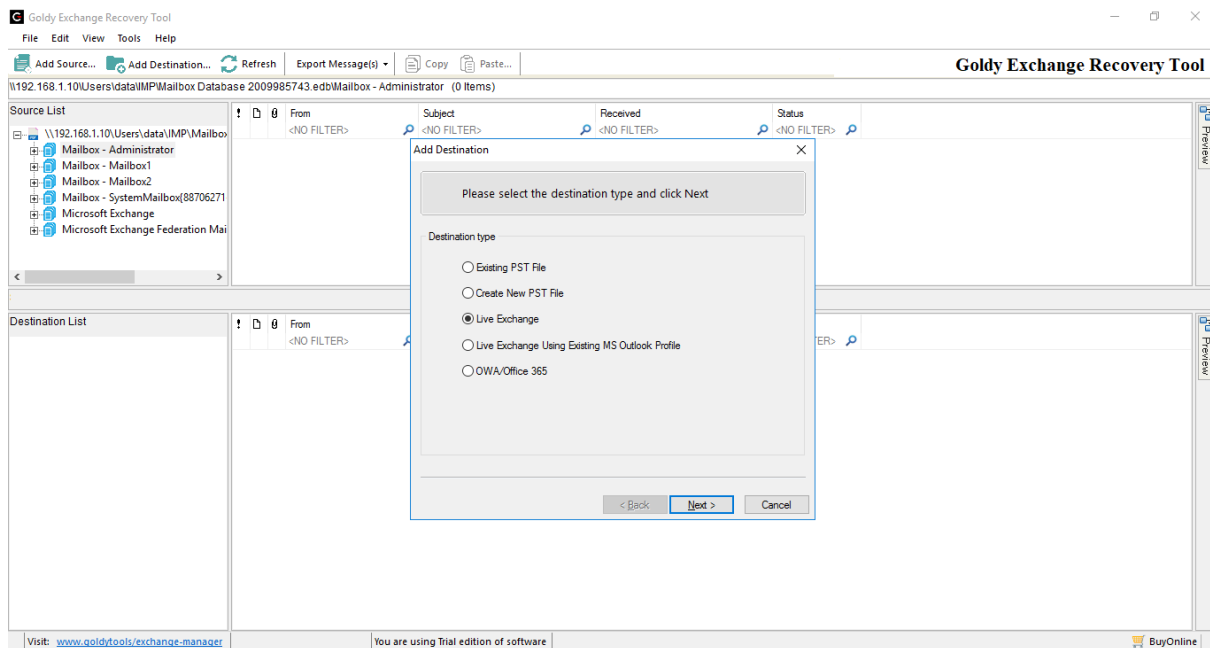 Goldy Exchange Recovery Tool
File Edit View Tools Help
Add Source... Add Destination... Refresh Export Message(s) Copy Paste...
Goldy Exchange Recovery Tool
\\192.168.1.10\Users\data\IMP\Mailbox Database 2009985743.edb\Mailbox - Administrator (0 Items)
Source List
\\192.168.1.10\Users\data\IMP\Mailbox
Mailbox - Administrator
Mailbox - Mailbox1
Mailbox - Mailbox2
Mailbox - SystemMailbox{88706271
Microsoft Exchange
Microsoft Exchange Federation Mai
! From Subject Received Status
<NO FILTER> <NO FILTER> <NO FILTER> <NO FILTER>
Preview
Add Destination
Please select the destination type and click Next
Destination type
Existing PST File
Create New PST File
Live Exchange
Live Exchange Using Existing MS Outlook Profile
OWA/Office 365
< Back Next > Cancel
Destination List
! From
<NO FILTER> TER>
Preview
Visit: www.goldytools/exchange-manager
You are using Trial edition of software
BuyOnline